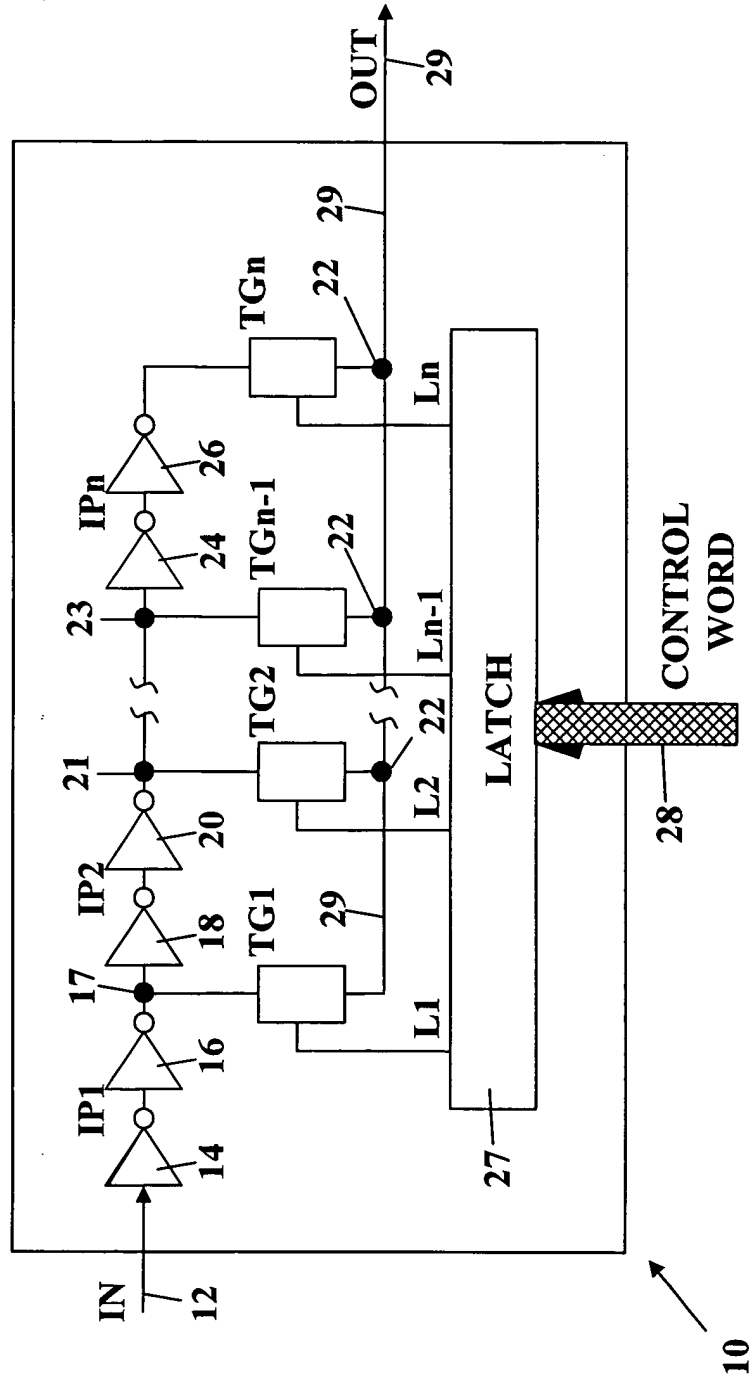 IN
12
IP1
14
16
17
IP2
18
20
21
23
IPn
24
26
TG1
TG2
TGn-1
TGn
29
22
22
22
29
OUT
29
L1
L2
Ln-1
Ln
LATCH
27
28
CONTROL
WORD
10